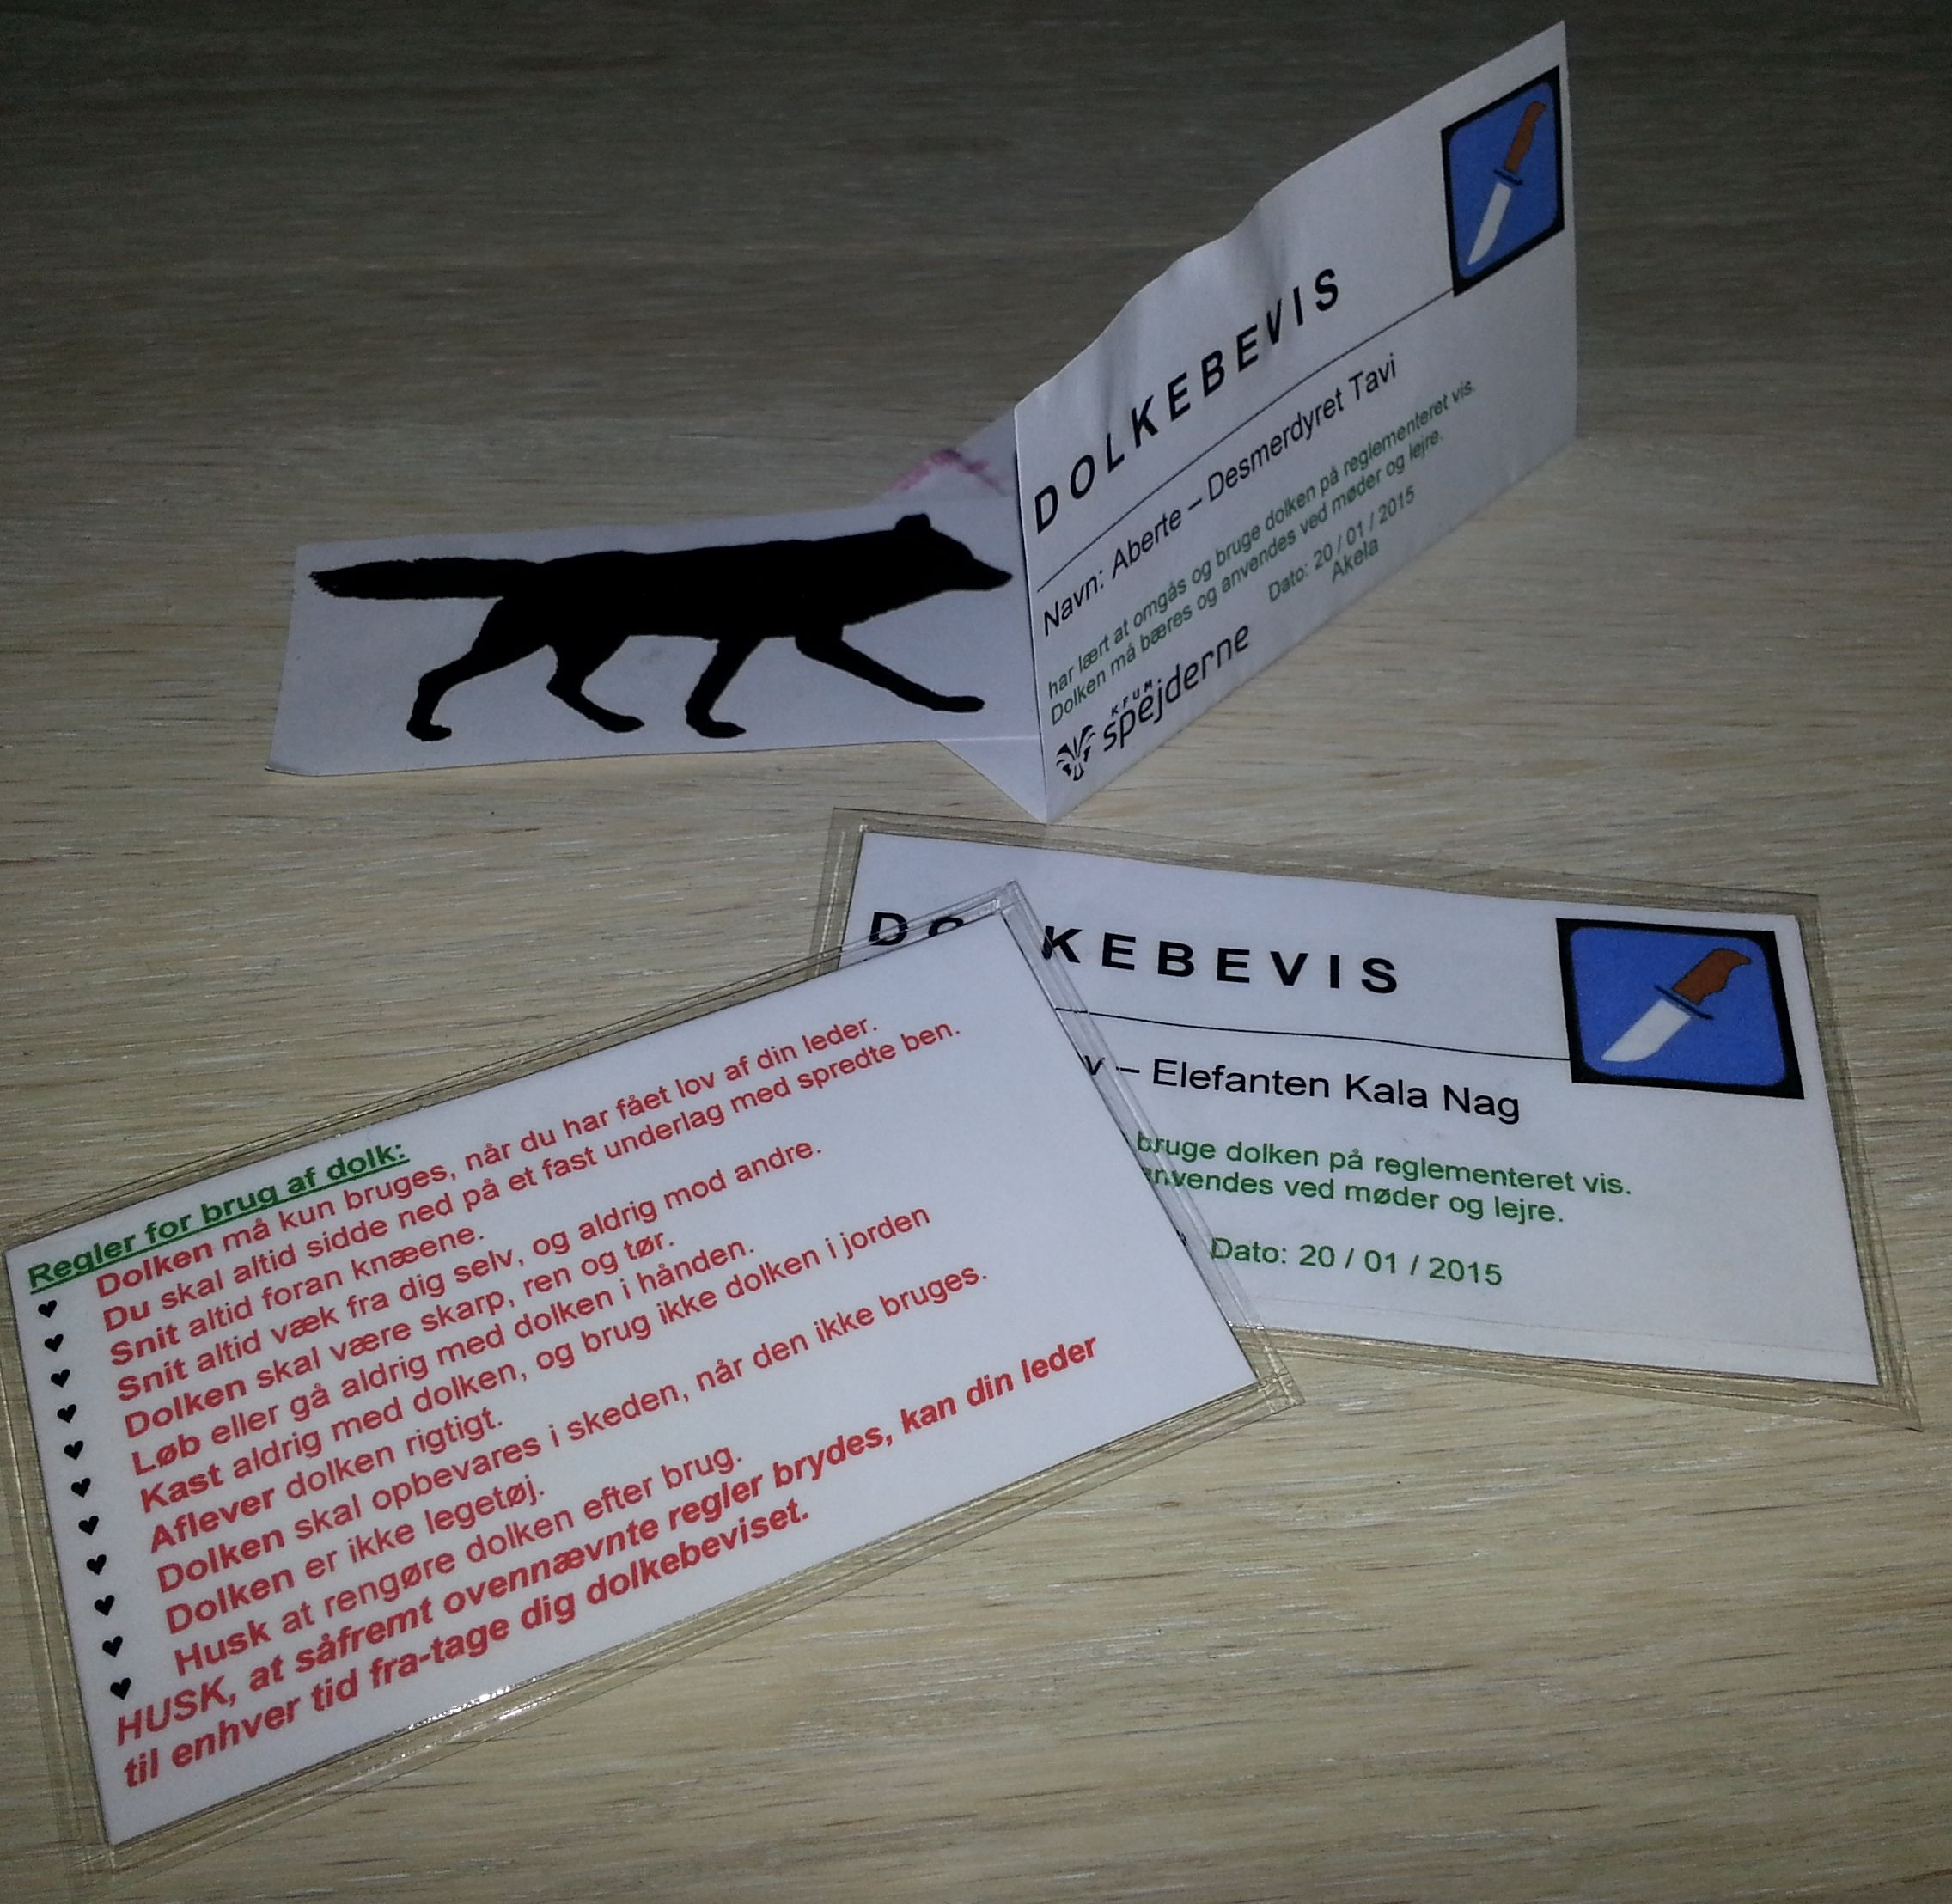 DOLKEBEVIS
Navn: Aberte – Desmerdyret Tavi
har lært at omgås og bruge dolken på reglementeret vis.
Dolken må bæres og anvendes ved møder og lejre.
Dato: 20 / 01 / 2015
Akela
KFUM
spejderne
KEBEVIS
v – Elefanten Kala Nag
bruge dolken på reglementeret vis.
anvendes ved møder og lejre.
Dato: 20 / 01 / 2015
Regler for brug af dolk:
♥ Dolken må kun bruges, når du har fået lov af din leder.
♥ Du skal altid sidde ned på et fast underlag med spredte ben.
♥ Snit altid foran knæene.
♥ Snit altid væk fra dig selv, og aldrig mod andre.
♥ Dolken skal være skarp, ren og tør.
♥ Løb eller gå aldrig med dolken i hånden.
♥ Kast aldrig med dolken, og brug ikke dolken i jorden
♥ Aflever dolken rigtigt.
♥ Dolken skal opbevares i skeden, når den ikke bruges.
♥ Dolken er ikke legetøj.
♥ Husk at rengøre dolken efter brug.
HUSK, at såfremt ovennævnte regler brydes, kan din leder
til enhver tid fra-tage dig dolkebeviset.